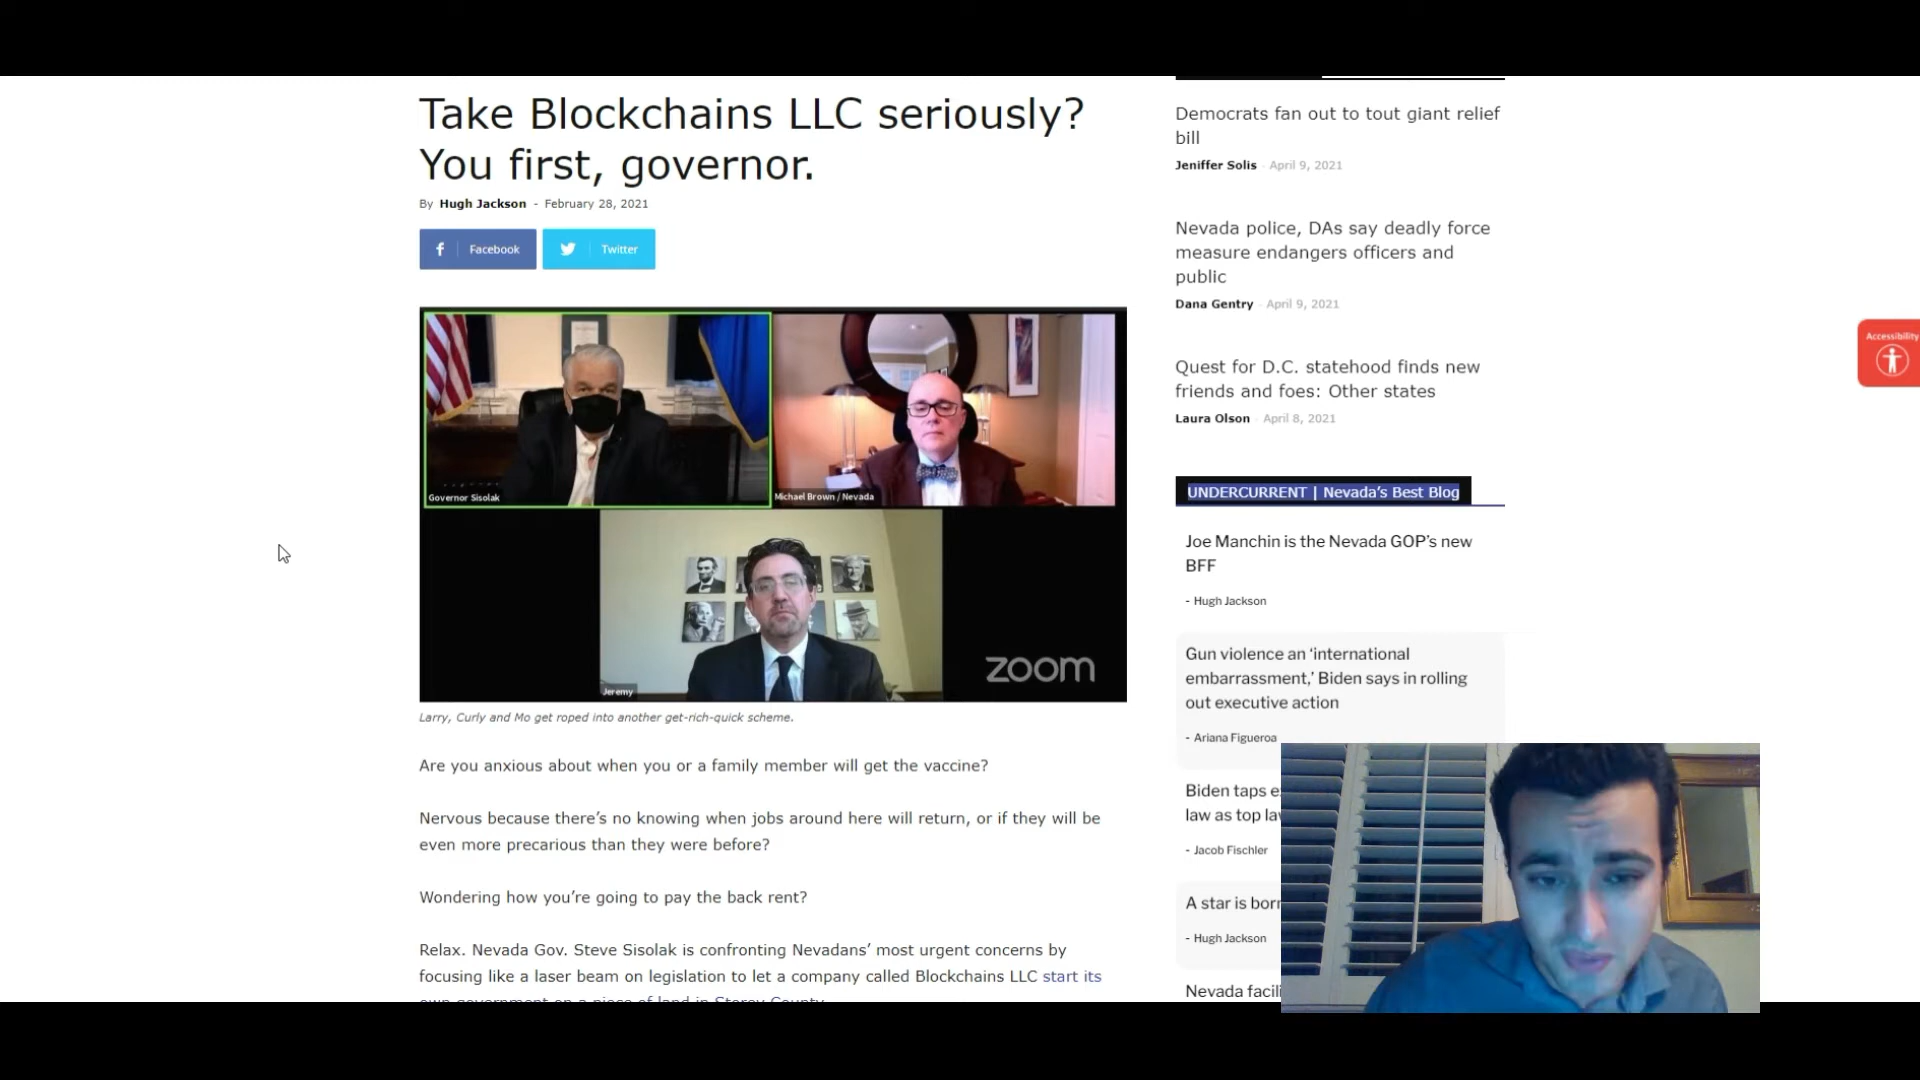 Take Blockchains LLC seriously?
You first, governor.
By Hugh Jackson - February 28, 2021
Facebook
Twitter
Governor Sisolak
Michael Brown / Nevada
Jeremy
zoom
Larry, Curly and Mo get roped into another get-rich-quick scheme.
Are you anxious about when you or a family member will get the vaccine?
Nervous because there's no knowing when jobs around here will return, or if they will be
even more precarious than they were before?
Wondering how you're going to pay the back rent?
Relax. Nevada Gov. Steve Sisolak is confronting Nevadans' most urgent concerns by
focusing like a laser beam on legislation to let a company called Blockchains LLC start its
own government on a piece of land in Storey County
Democrats fan out to tout giant relief
bill
Jeniffer Solis - April 9, 2021
Nevada police, DAs say deadly force
measure endangers officers and
public
Dana Gentry - April 9, 2021
Quest for D.C. statehood finds new
friends and foes: Other states
Laura Olson - April 8, 2021
UNDERCURRENT | Nevada's Best Blog
Joe Manchin is the Nevada GOP's new
BFF
- Hugh Jackson
Gun violence an 'international
embarrassment,' Biden says in rolling
out executive action
- Ariana Figueroa
Biden taps
law as top
- Jacob Fischler
A star is
- Hugh Jackson
Nevada
Accessibility